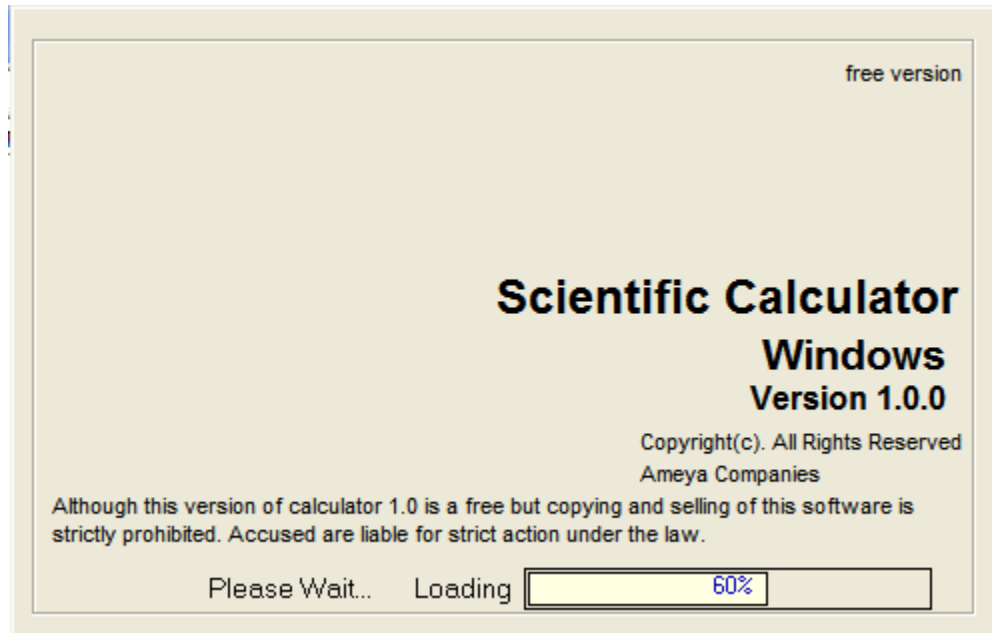 free version
Scientific Calculator
Windows
Version 1.0.0
Copyright(c). All Rights Reserved
Ameya Companies
Although this version of calculator 1.0 is a free but copying and selling of this software is
strictly prohibited. Accused are liable for strict action under the law.
Please Wait... Loading 60%